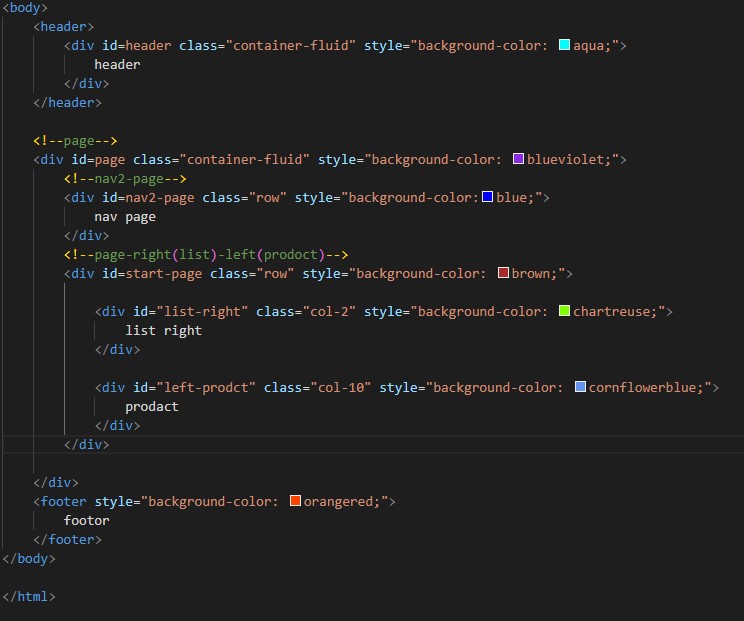 <body>
<header>
<div id=header class="container-fluid" style="background-color: aqua;">
header
</div>
</header>
<!--page-->
<div id=page class="container-fluid" style="background-color: blueviolet;">
<!--nav2-page-->
<div id=nav2-page class="row" style="background-color:blue;">
nav page
</div>
<!--page-right(list)-left(prodoct)-->
<div id=start-page class="row" style="background-color: brown;">
<div id="list-right" class="col-2" style="background-color: chartreuse;">
list right
</div>
<div id="left-prodct" class="col-10" style="background-color: cornflowerblue;">
prodact
</div>
</div>
</div>
<footer style="background-color: orangered;">
footor
</footer>
</body>
</html>